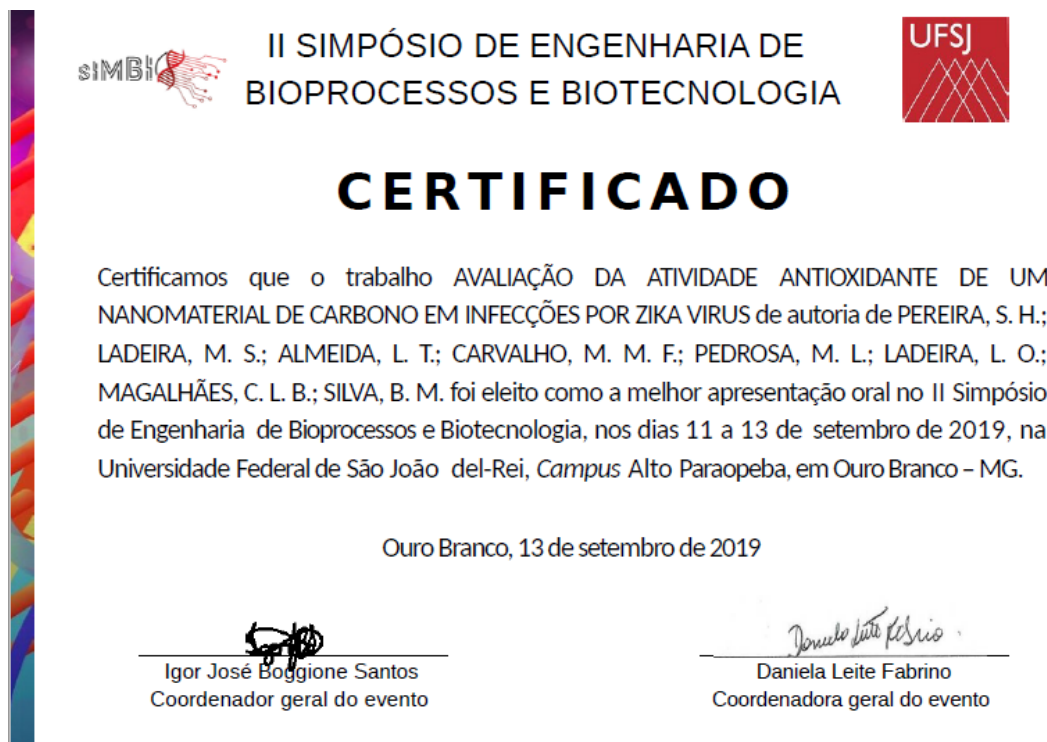 siMBiO
II SIMPÓSIO DE ENGENHARIA DE
BIOPROCESSOS E BIOTECNOLOGIA
UFSJ
CERTIFICADO
Certificamos que o trabalho AVALIAÇÃO DA ATIVIDADE ANTIOXIDANTE DE UM
NANOMATERIAL DE CARBONO EM INFECÇÕES POR ZIKA VIRUS de autoria de PEREIRA, S. H.;
LADEIRA, M. S.; ALMEIDA, L. T.; CARVALHO, M. M. F.; PEDROSA, M. L.; LADEIRA, L. O.;
MAGALHÃES, C. L. B.; SILVA, B. M. foi eleito como a melhor apresentação oral no II Simpósio
de Engenharia de Bioprocessos e Biotecnologia, nos dias 11 a 13 de setembro de 2019, na
Universidade Federal de São João del-Rei, Campus Alto Paraopeba, em Ouro Branco – MG.
Ouro Branco, 13 de setembro de 2019
Igor José Boggione Santos
Coordenador geral do evento
Daniela Leite Fabrino
Daniela Leite Fabrino
Coordenadora geral do evento